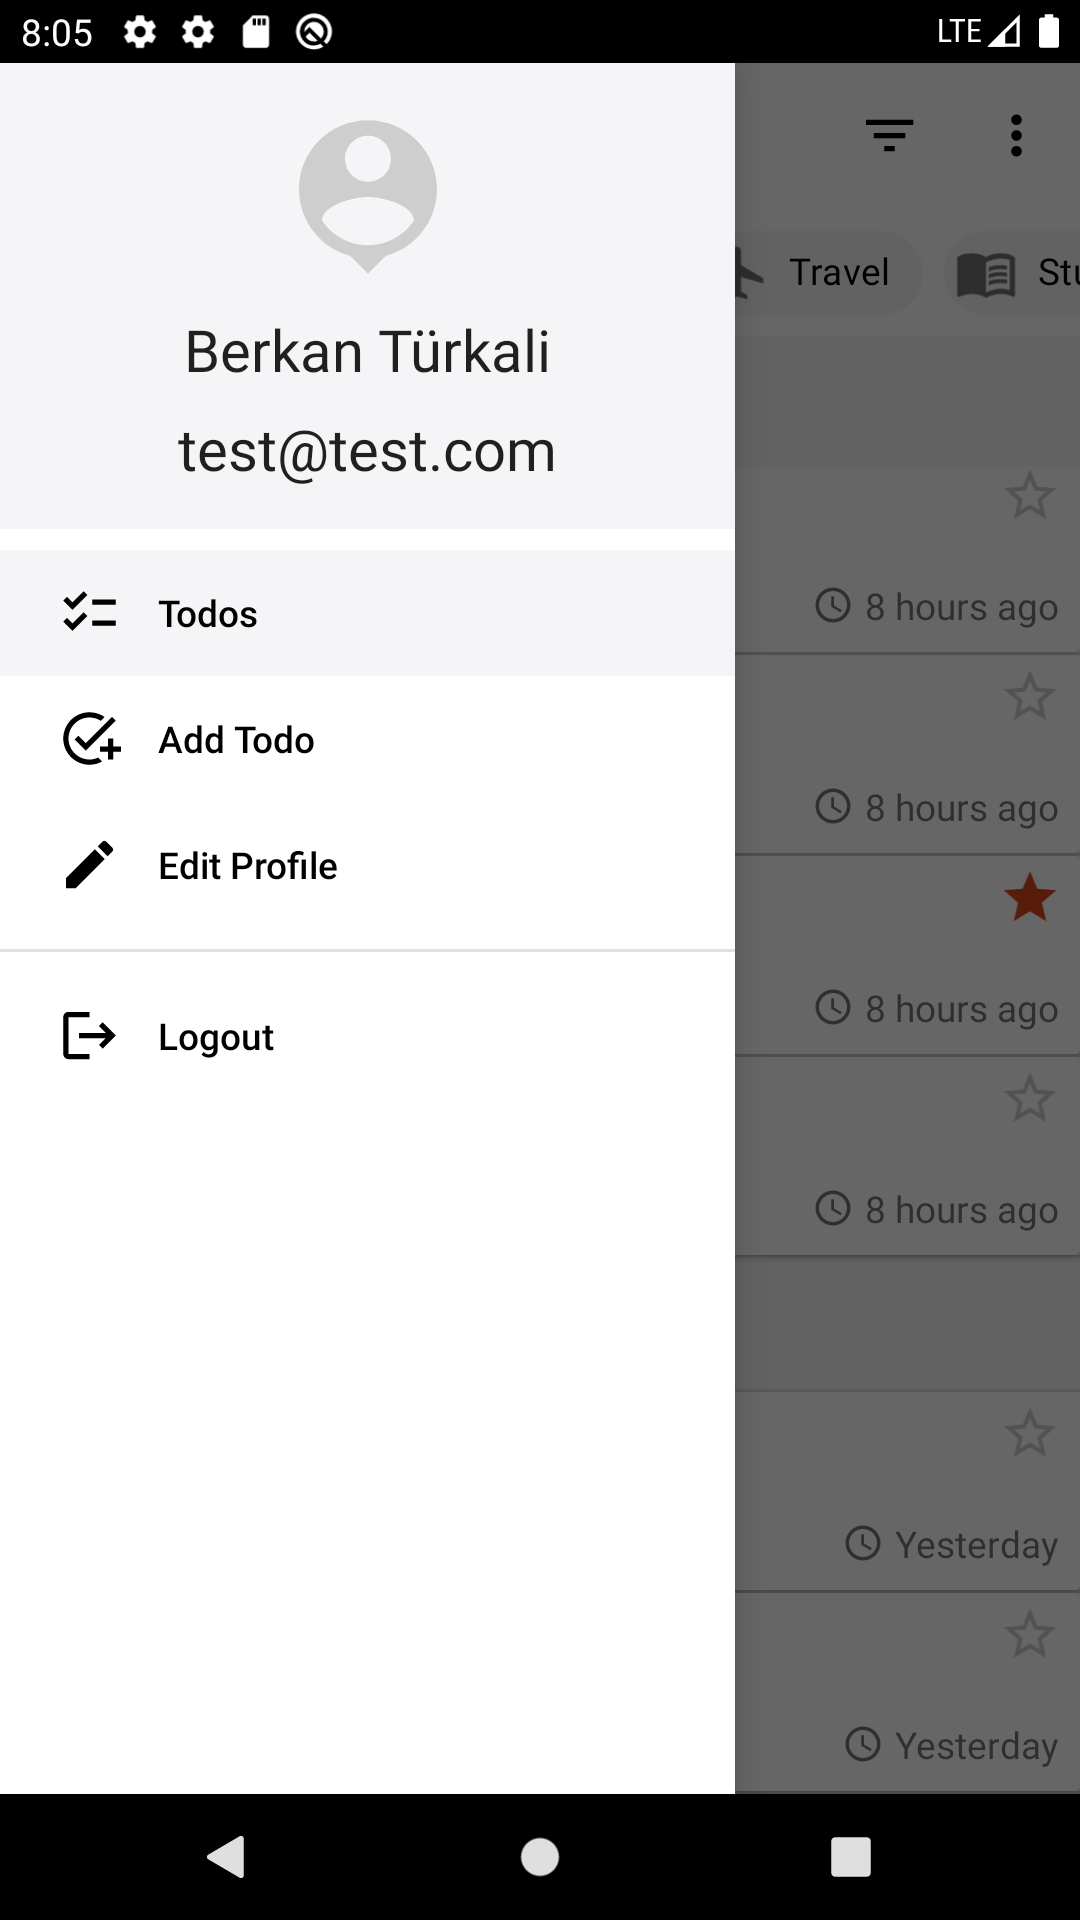 8:05 LTE
Berkan Türkali
test@test.com
Todos
Add Todo
Edit Profile
Logout
Travel
8 hours ago
8 hours ago
8 hours ago
8 hours ago
Yesterday
Yesterday